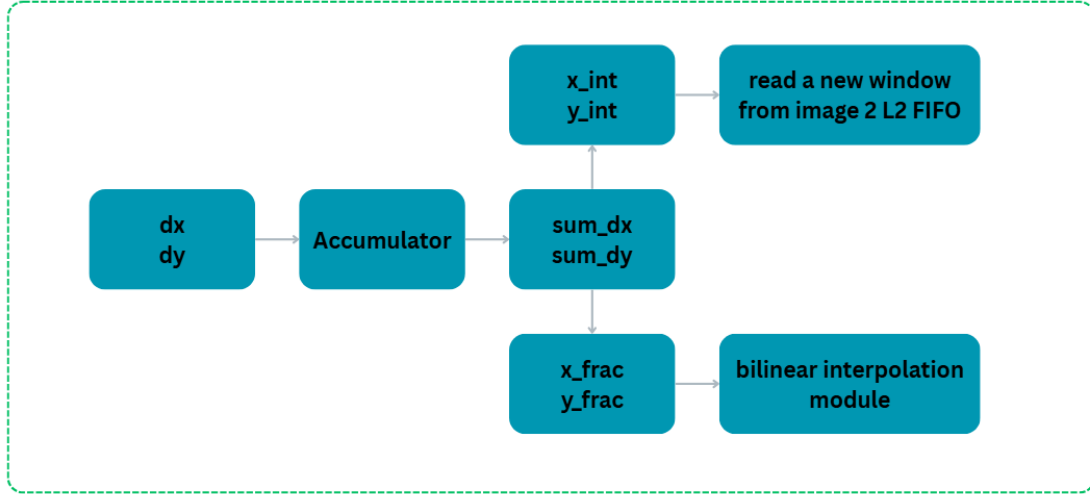 x_int
y_int
read a new window
from image 2 L2 FIFO
dx
dy
Accumulator
sum_dx
sum_dy
x_frac
y_frac
bilinear interpolation
module